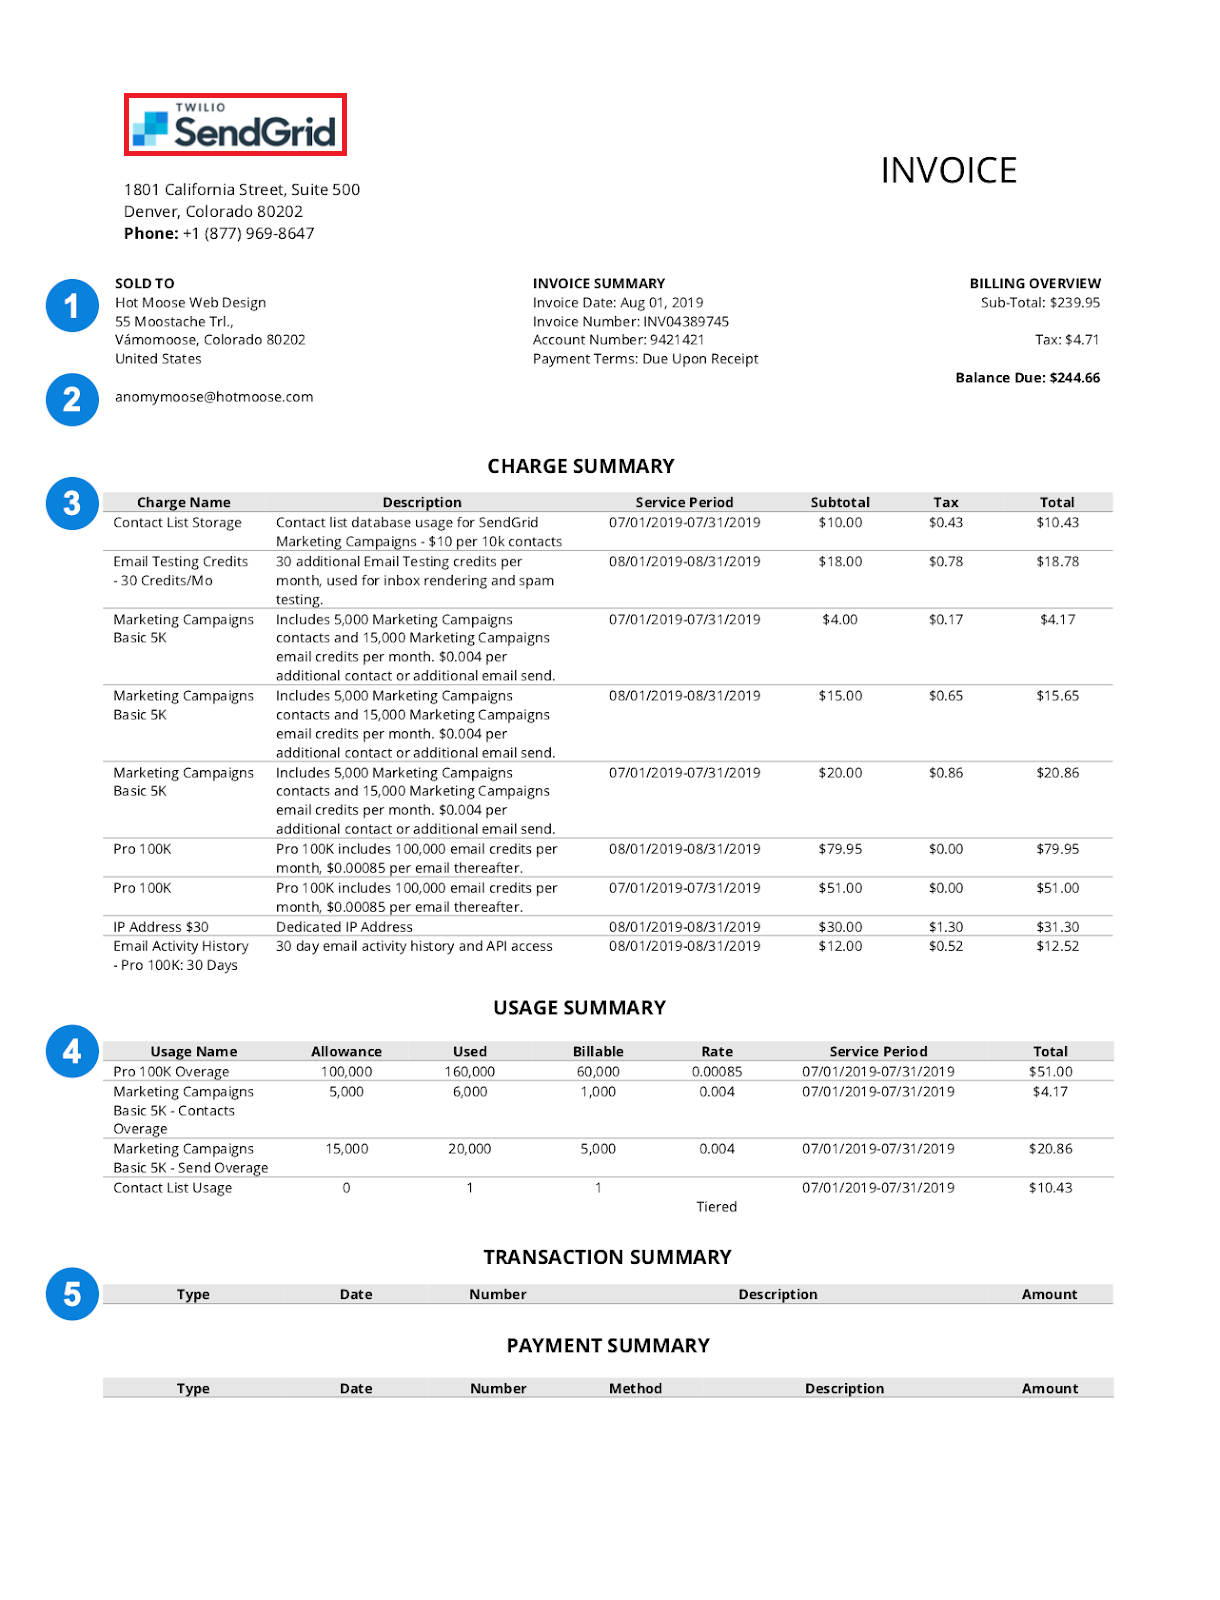 TWILIO
SendGrid
INVOICE
1801 California Street, Suite 500
Denver, Colorado 80202
Phone: +1 (877) 969-8647
1
SOLD TO
Hot Moose Web Design
55 Moostache Trl.,
Vámomoose, Colorado 80202
United States
2
anomymoose@hotmoose.com
INVOICE SUMMARY
Invoice Date: Aug 01, 2019
Invoice Number: INV04389745
Account Number: 9421421
Payment Terms: Due Upon Receipt
BILLING OVERVIEW
Sub-Total: $239.95
Tax: $4.71
Balance Due: $244.66
CHARGE SUMMARY
3
Charge Name Description Service Period Subtotal Tax Total
Contact List Storage Contact list database usage for SendGrid 07/01/2019-07/31/2019 $10.00 $0.43 $10.43
Marketing Campaigns - $10 per 10k contacts
Email Testing Credits 30 additional Email Testing credits per 08/01/2019-08/31/2019 $18.00 $0.78 $18.78
- 30 Credits/Mo month, used for inbox rendering and spam
testing.
Marketing Campaigns Includes 5,000 Marketing Campaigns 07/01/2019-07/31/2019 $4.00 $0.17 $4.17
Basic 5K contacts and 15,000 Marketing Campaigns
email credits per month. $0.004 per
additional contact or additional email send.
Marketing Campaigns Includes 5,000 Marketing Campaigns 08/01/2019-08/31/2019 $15.00 $0.65 $15.65
Basic 5K contacts and 15,000 Marketing Campaigns
email credits per month. $0.004 per
additional contact or additional email send.
Marketing Campaigns Includes 5,000 Marketing Campaigns 07/01/2019-07/31/2019 $20.00 $0.86 $20.86
Basic 5K contacts and 15,000 Marketing Campaigns
email credits per month. $0.004 per
additional contact or additional email send.
Pro 100K Pro 100K includes 100,000 email credits per 08/01/2019-08/31/2019 $79.95 $0.00 $79.95
month, $0.00085 per email thereafter.
Pro 100K Pro 100K includes 100,000 email credits per 07/01/2019-07/31/2019 $51.00 $0.00 $51.00
month, $0.00085 per email thereafter.
IP Address $30 Dedicated IP Address 08/01/2019-08/31/2019 $30.00 $1.30 $31.30
Email Activity History 30 day email activity history and API access 08/01/2019-08/31/2019 $12.00 $0.52 $12.52
- Pro 100K: 30 Days
USAGE SUMMARY
4
Usage Name Allowance Used Billable Rate Service Period Total
Pro 100K Overage 100,000 160,000 60,000 0.00085 07/01/2019-07/31/2019 $51.00
Marketing Campaigns 5,000 6,000 1,000 0.004 07/01/2019-07/31/2019 $4.17
Basic 5K - Contacts
Overage
Marketing Campaigns 15,000 20,000 5,000 0.004 07/01/2019-07/31/2019 $20.86
Basic 5K - Send Overage
Contact List Usage 0 1 1 07/01/2019-07/31/2019 $10.43
Tiered
TRANSACTION SUMMARY
5
Type Date Number Description Amount
PAYMENT SUMMARY
Type Date Number Method Description Amount